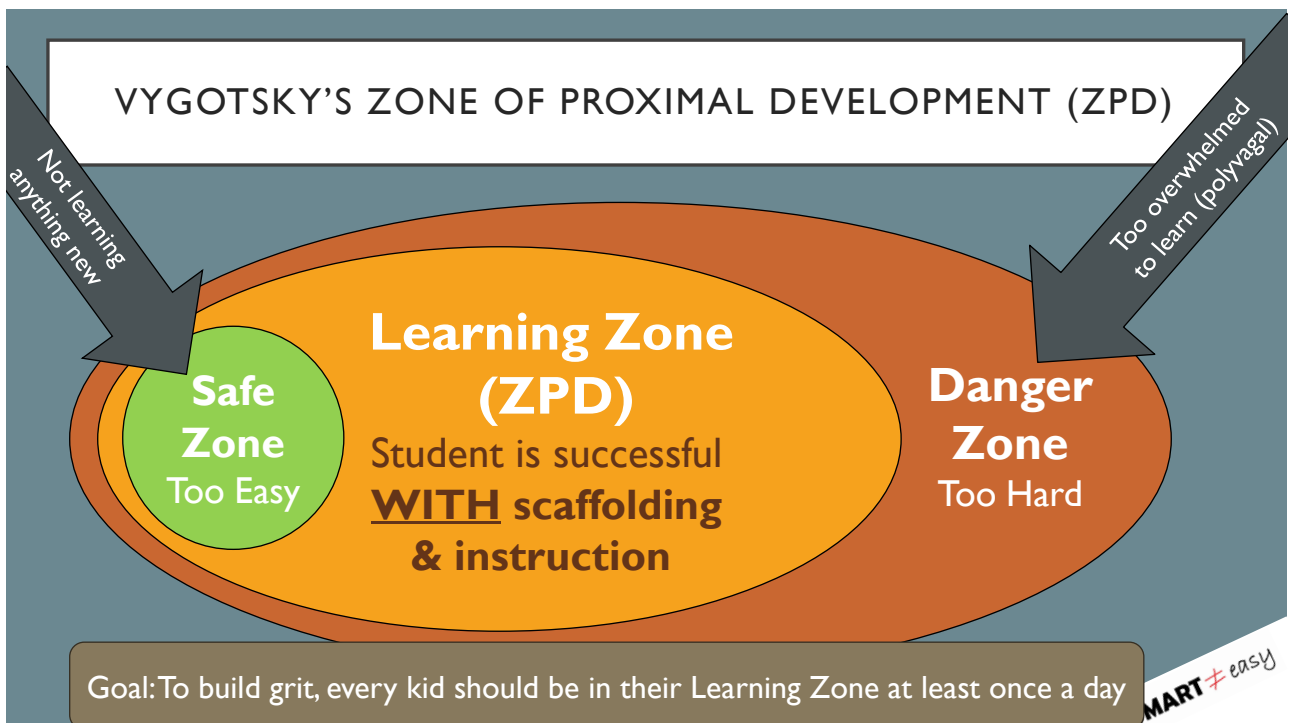 VYGOTSKY'S ZONE OF PROXIMAL DEVELOPMENT (ZPD)
Not learning
anything new
Too overwhelmed
to learn (polyvagal)
Safe
Zone
Too Easy
Learning Zone
(ZPD)
Student is successful
WITH scaffolding
& instruction
Danger
Zone
Too Hard
Goal: To build grit, every kid should be in their Learning Zone at least once a day
MART ≠ easy